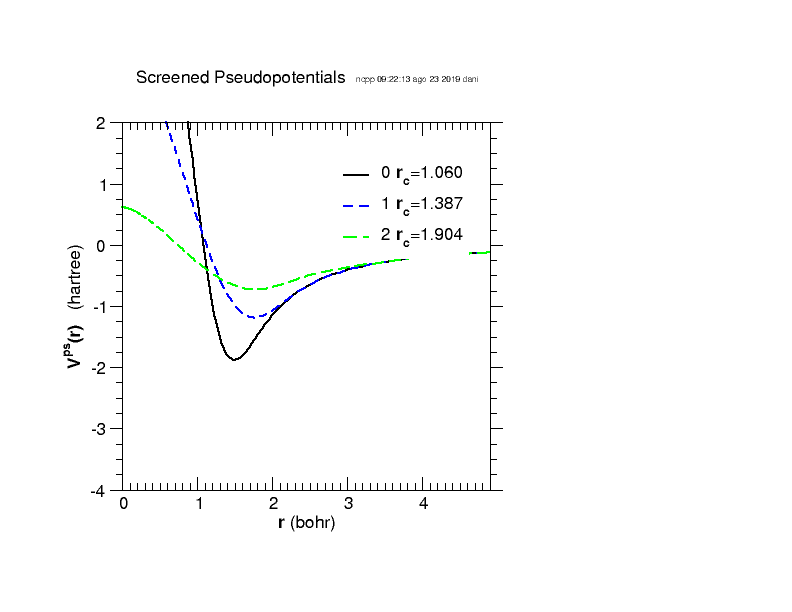 Screened Pseudopotentials ncpp 09:22:13 ago 23 2019 dani
2
1
0
-1
-2
-3
-4
0 rc=1.060
1 rc=1.387
2 rc=1.904
Vps(r) (hartree)
0 1 2 3 4
r (bohr)